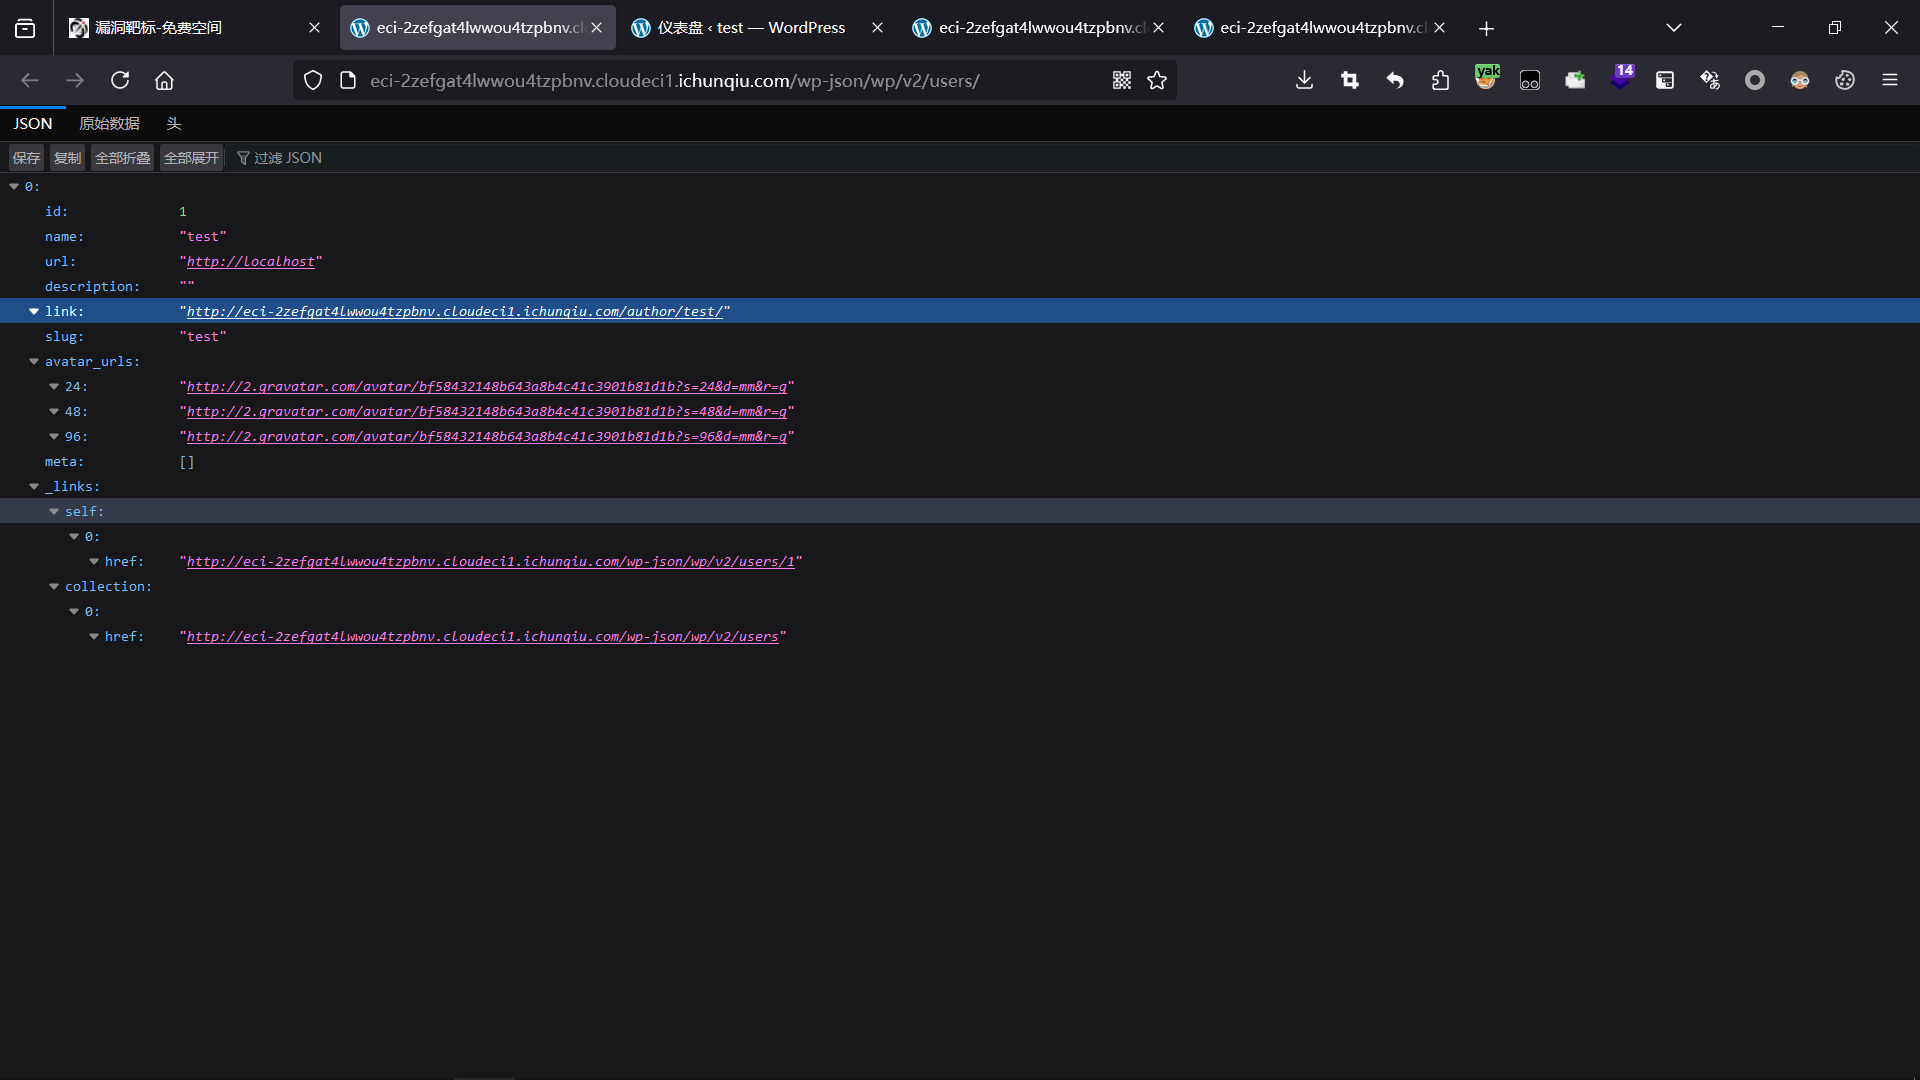 漏洞靶标-免费空间
eci-2zefgat4lwwou4tzpbnv.cl
仪表盘 ‹ test — WordPress
eci-2zefgat4lwwou4tzpbnv.cl
eci-2zefgat4lwwou4tzpbnv.cl
eci-2zefgat4lwwou4tzpbnv.cloudeci1.ichunqiu.com/wp-json/wp/v2/users/
yak
14
JSON 原始数据 头
保存 复制 全部折叠 全部展开 过滤 JSON
0:
id: 1
name: "test"
url: "http://localhost"
description: ""
link: "http://eci-2zefgat4lwwou4tzpbnv.cloudeci1.ichunqiu.com/author/test/"
slug: "test"
avatar_urls:
24: "http://2.gravatar.com/avatar/bf58432148b643a8b4c41c3901b81d1b?s=24&d=mm&r=g"
48: "http://2.gravatar.com/avatar/bf58432148b643a8b4c41c3901b81d1b?s=48&d=mm&r=g"
96: "http://2.gravatar.com/avatar/bf58432148b643a8b4c41c3901b81d1b?s=96&d=mm&r=g"
meta: []
_links:
self:
0:
href: "http://eci-2zefgat4lwwou4tzpbnv.cloudeci1.ichunqiu.com/wp-json/wp/v2/users/1"
collection:
0:
href: "http://eci-2zefgat4lwwou4tzpbnv.cloudeci1.ichunqiu.com/wp-json/wp/v2/users"